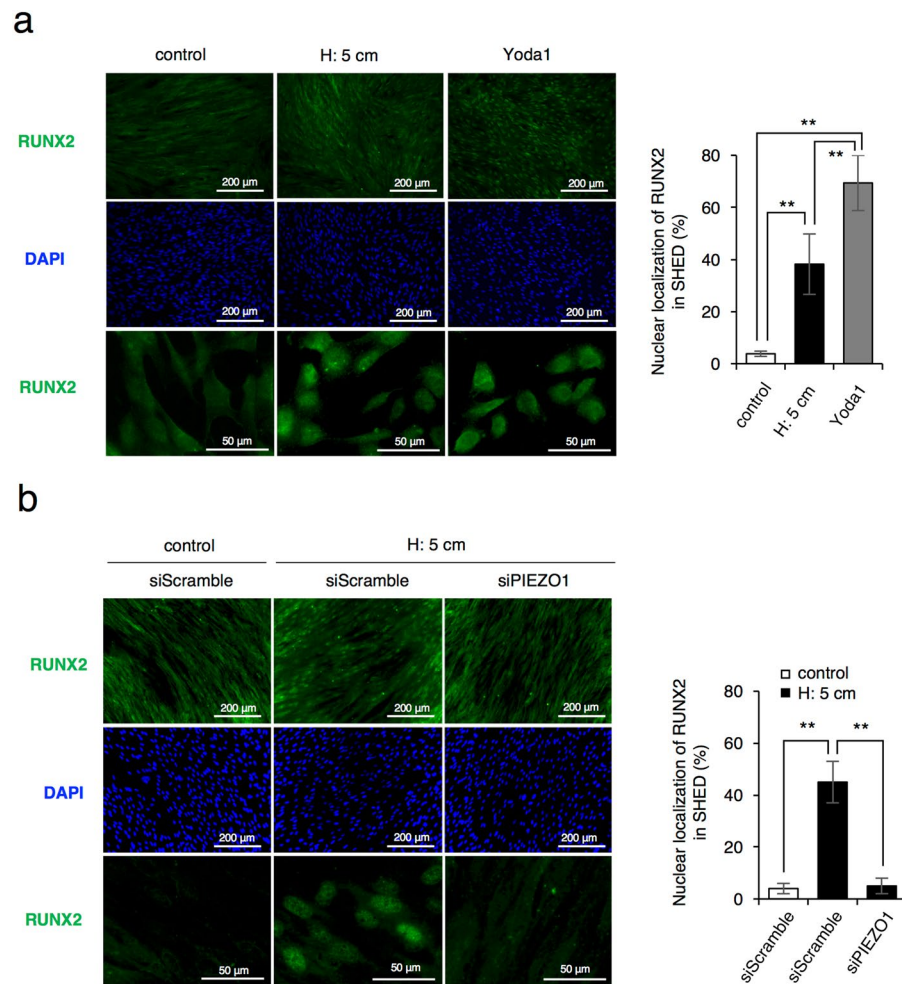 a
control H: 5 cm Yoda1
RUNX2
200 µm 200 µm 200 µm
DAPI
200 µm 200 µm 200 µm
RUNX2
50 µm 50 µm 50 µm
Nuclear localization of RUNX2
in SHED (%)
80
60
40
20
0
**
**
**
control H: 5 cm Yoda1
b
control H: 5 cm
siScramble siScramble siPIEZO1
RUNX2
200 µm 200 µm 200 µm
DAPI
200 µm 200 µm 200 µm
RUNX2
50 µm 50 µm 50 µm
Nuclear localization of RUNX2
in SHED (%)
control
H: 5 cm
80
60
40
20
0
** **
siScramble siScramble siPIEZO1